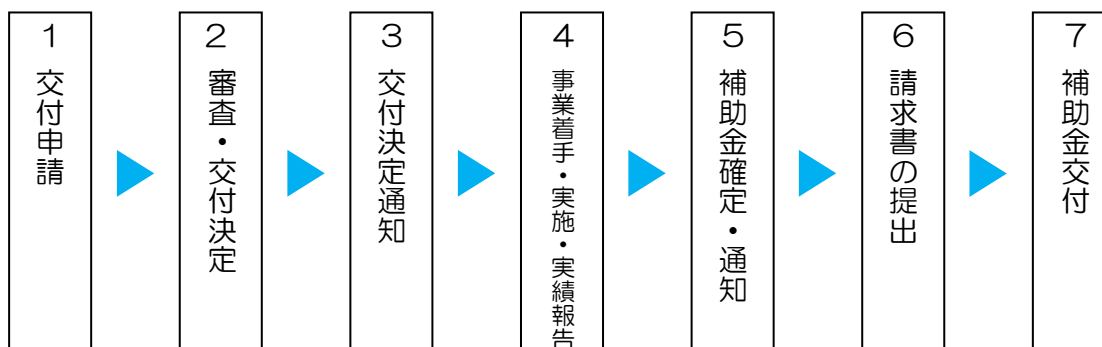 1 交付申請
2 審査・交付決定
3 交付決定通知
4 事業着手・実施・実績報告
5 補助金確定・通知
6 請求書の提出
7 補助金交付